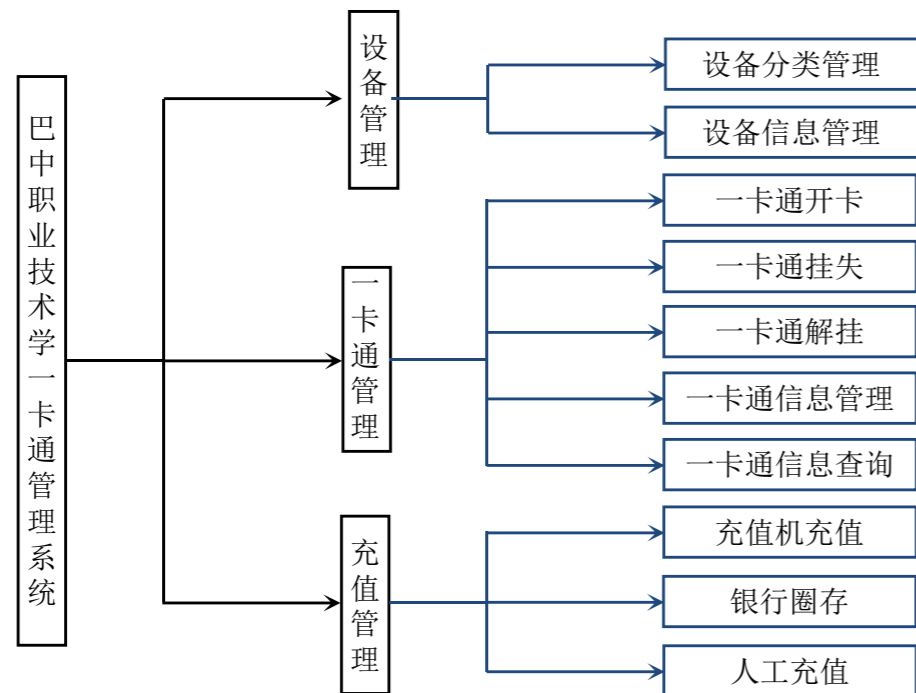 巴中职业技术学一卡通管理系统
设备管理
设备分类管理
设备信息管理
一卡通管理
一卡通开卡
一卡通挂失
一卡通解挂
一卡通信息管理
一卡通信息查询
充值管理
充值机充值
银行圈存
人工充值